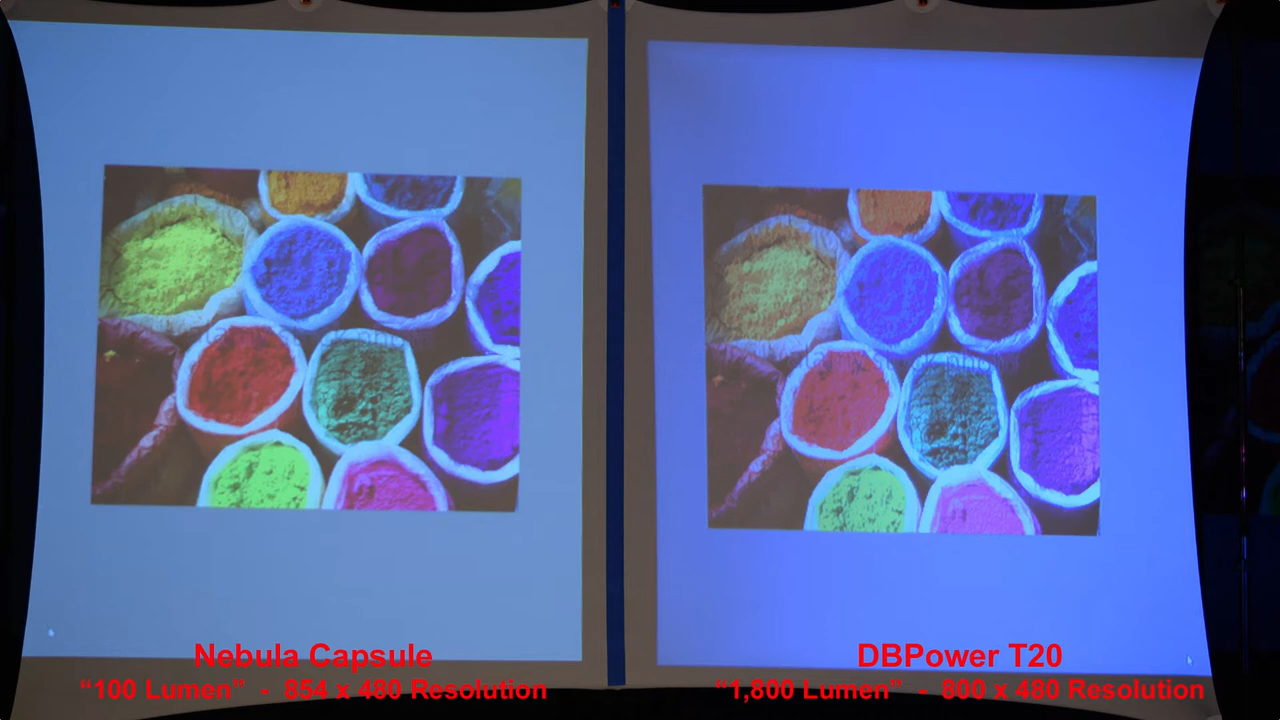 Nebula Capsule
“100 Lumen” - 854 x 480 Resolution
DBPower T20
“1,800 Lumen” - 800 x 480 Resolution